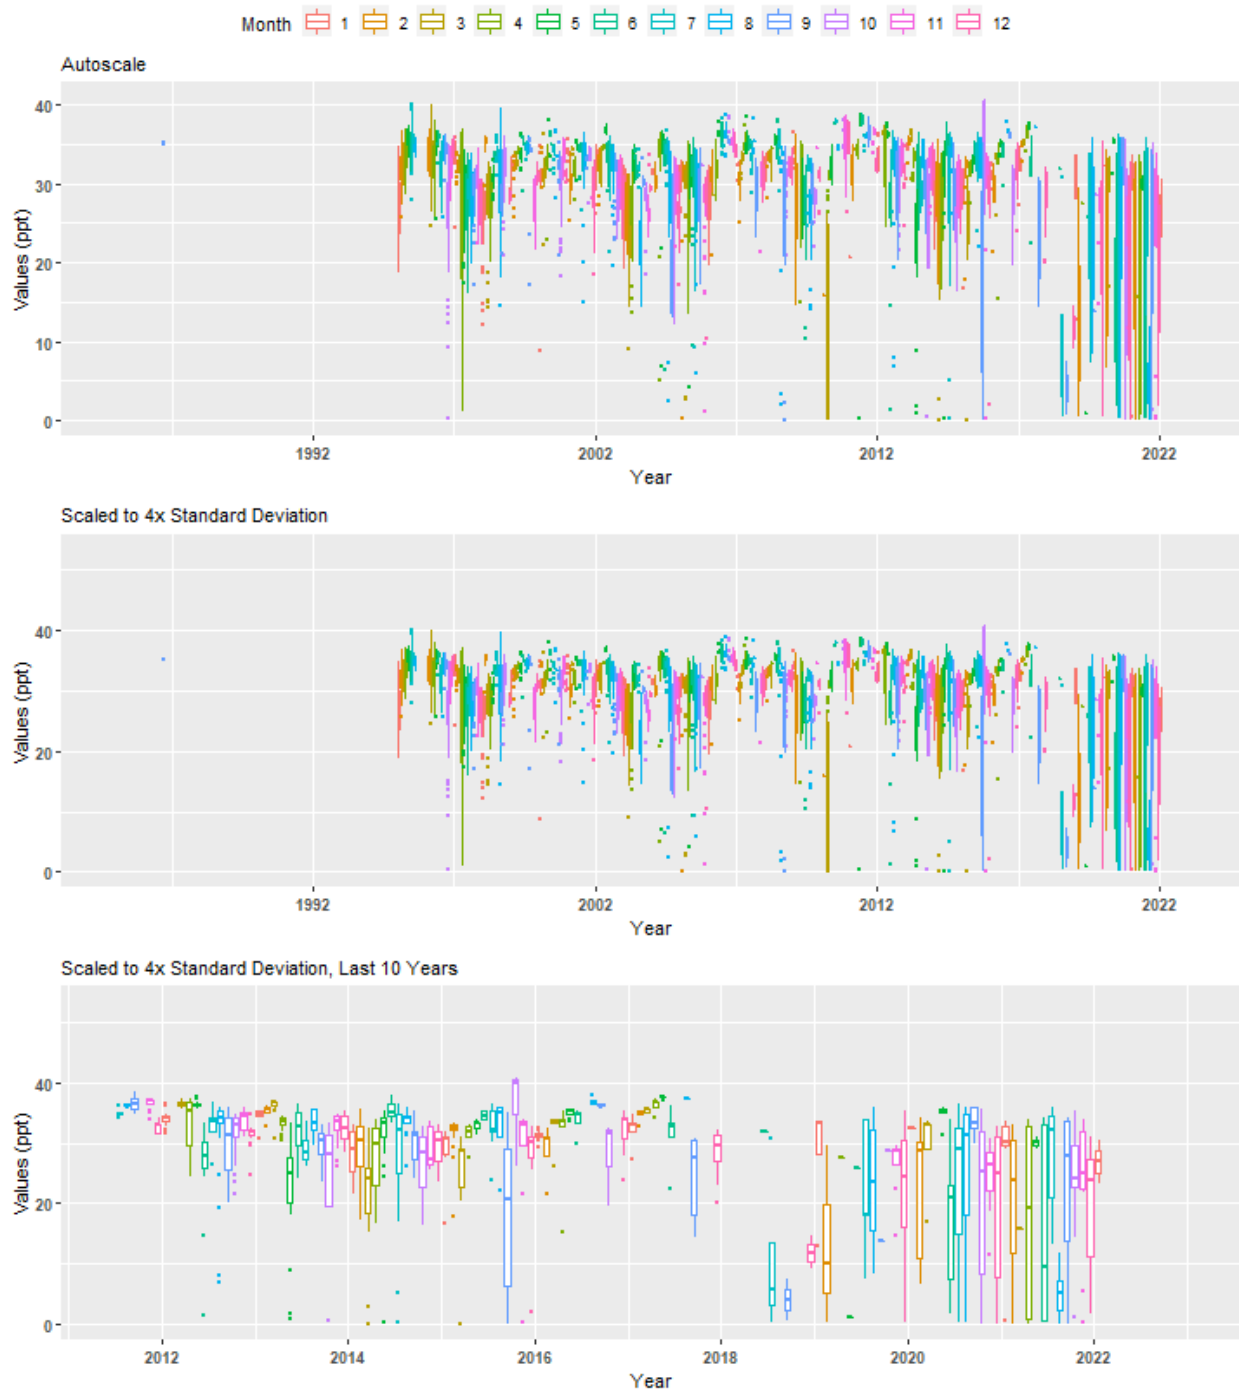 Month 1 2 3 4 5 6 7 8 9 10 11 12
Autoscale
40
30
20
10
0
Values (ppt)
1992 2002 2012 2022
Year
Scaled to 4x Standard Deviation
40
20
0
Values (ppt)
1992 2002 2012 2022
Year
Scaled to 4x Standard Deviation, Last 10 Years
40
20
0
Values (ppt)
2012 2014 2016 2018 2020 2022
Year